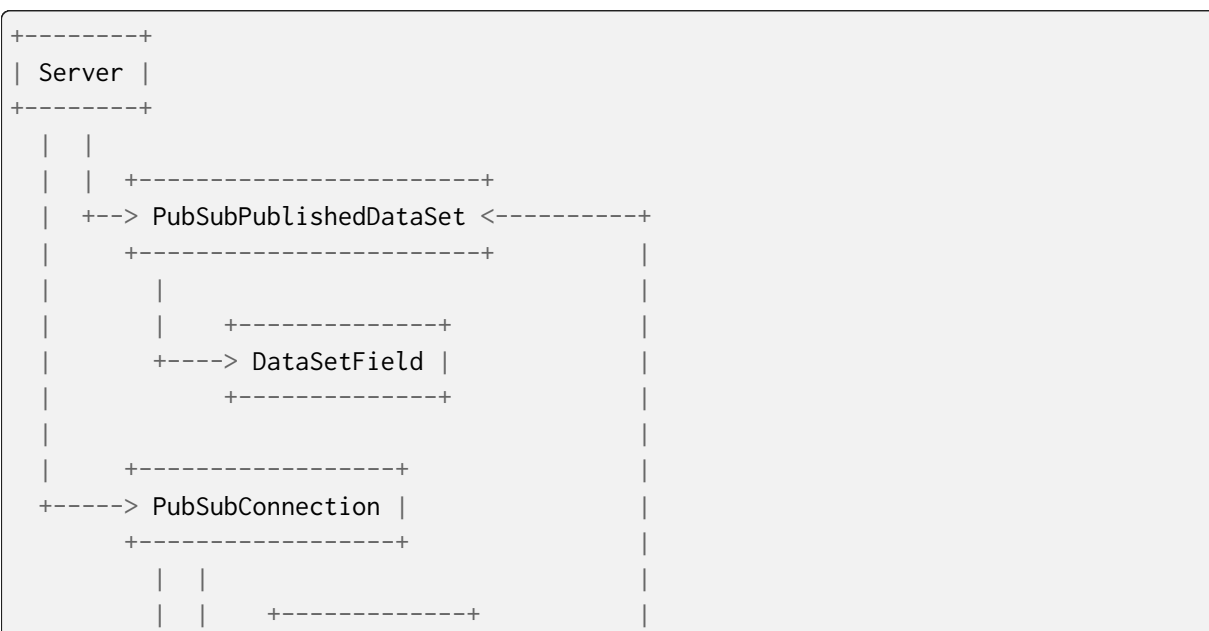 +--------+
| Server |
+--------+
  |  |
  |  |  +------------------------+
  |  +--> PubSubPublishedDataSet <----------+
  |     +------------------------+          |
  |       |                                 |
  |       |    +--------------+             |
  |       +----> DataSetField |             |
  |            +--------------+             |
  |                                         |
  |     +------------------+                |
  +-----> PubSubConnection |                |
        +------------------+                |
          |  |                              |
          |  |    +-------------+           |